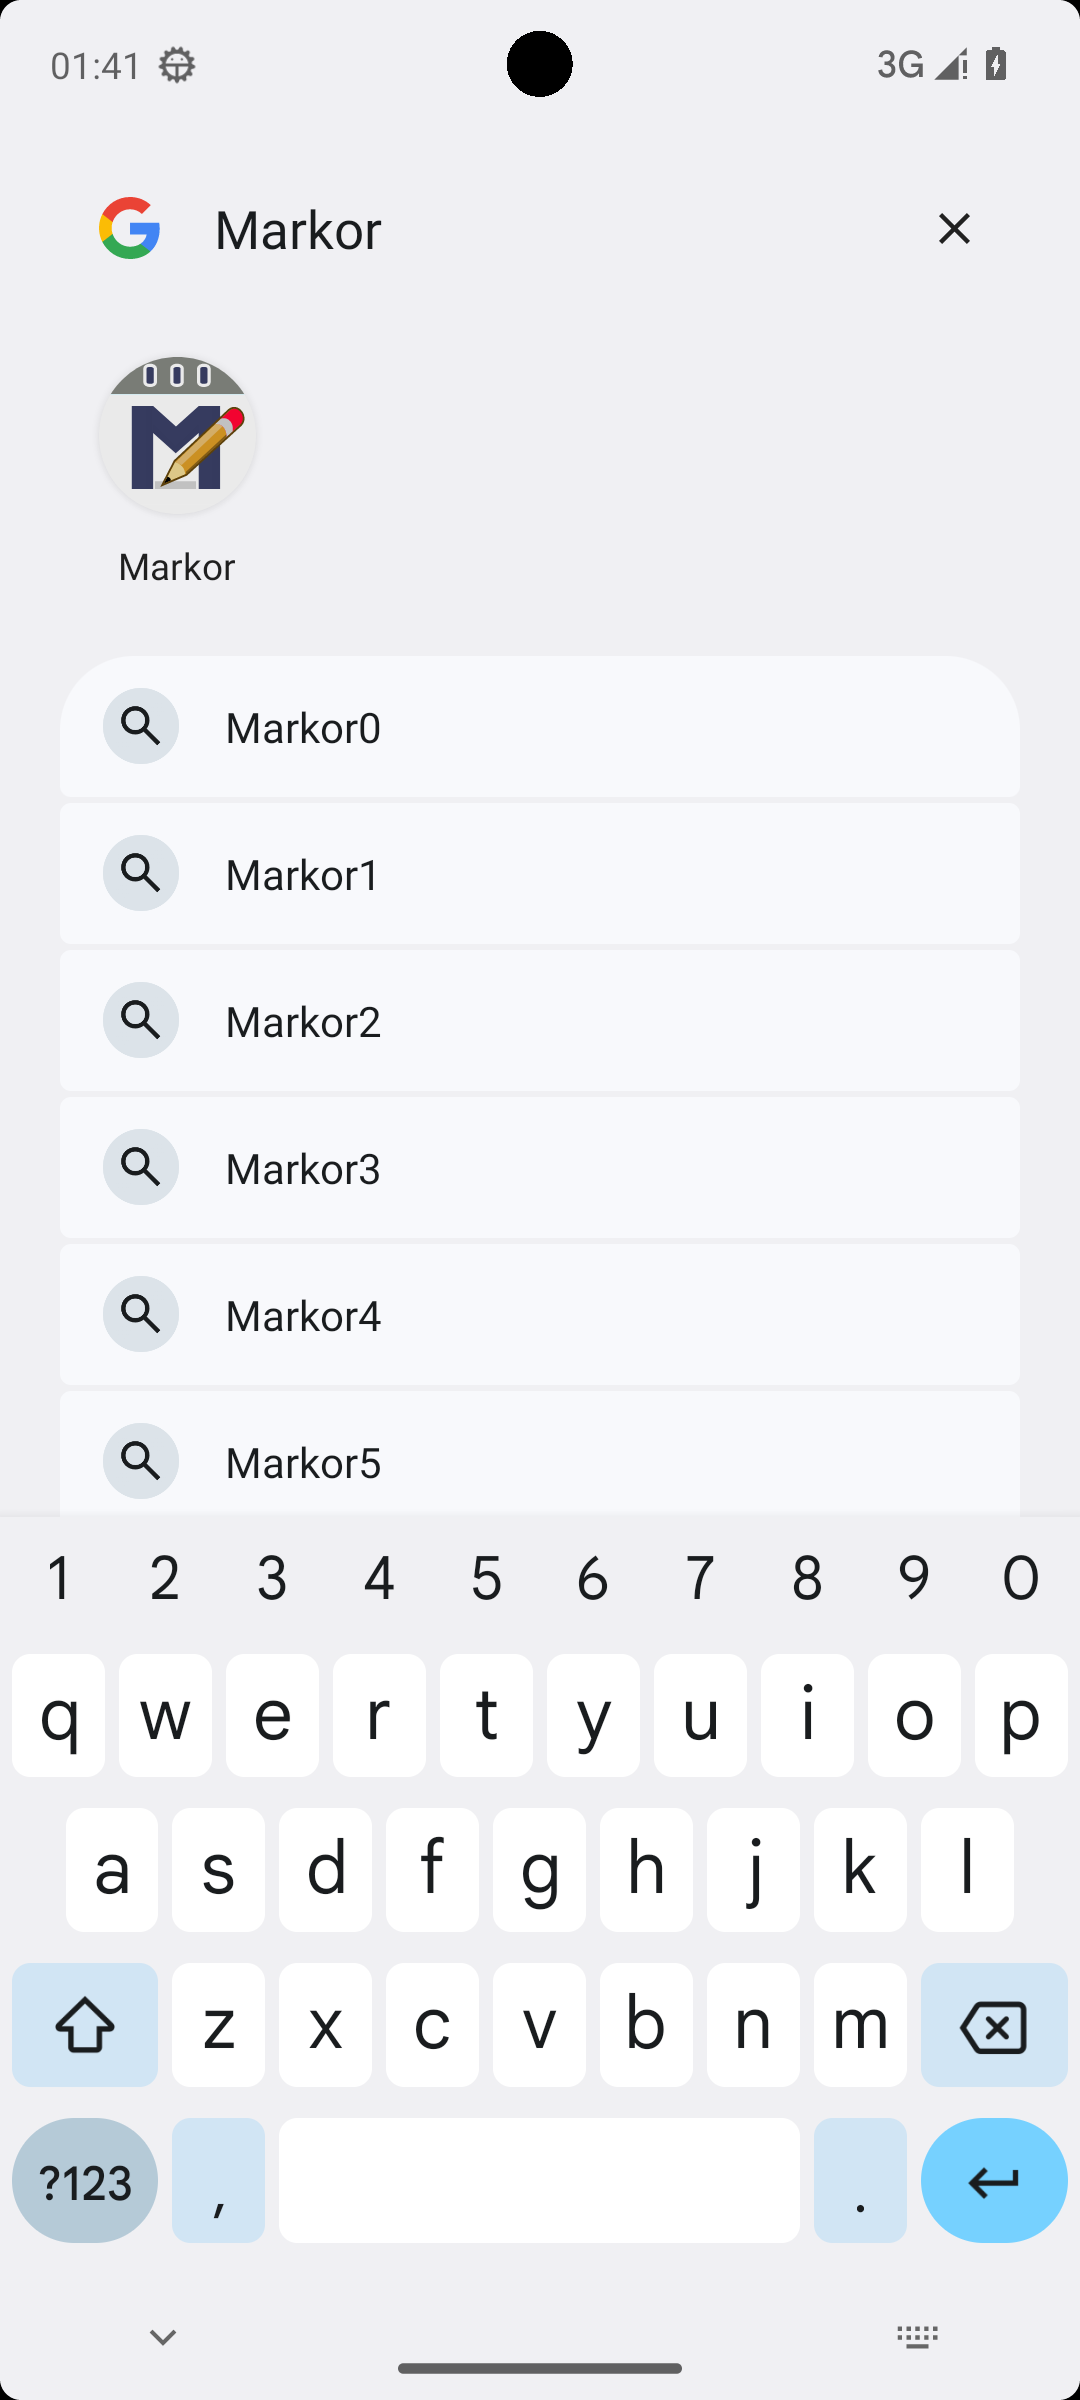 01:41
3G
Markor
Markor
Markor0
Markor1
Markor2
Markor3
Markor4
Markor5
1 2 3 4 5 6 7 8 9 0
q w e r t y u i o p
a s d f g h j k l
z x c v b n m
?123 , .